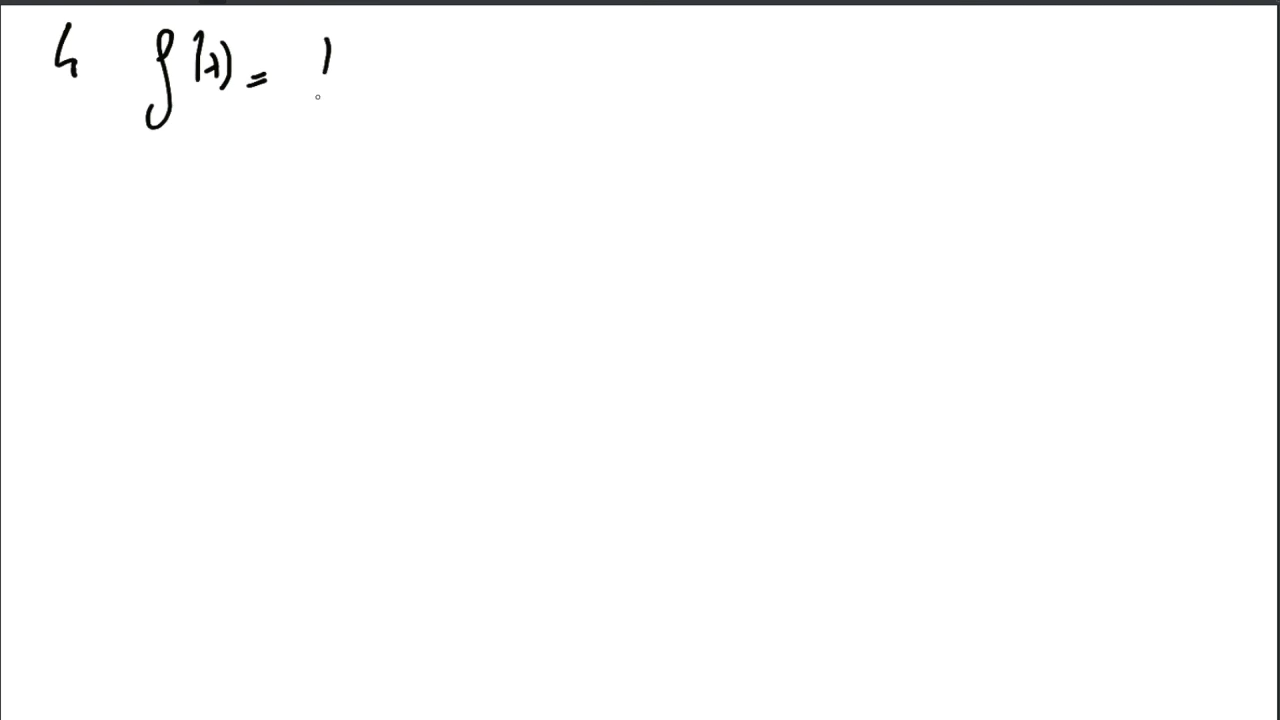 4 f(x) = 1